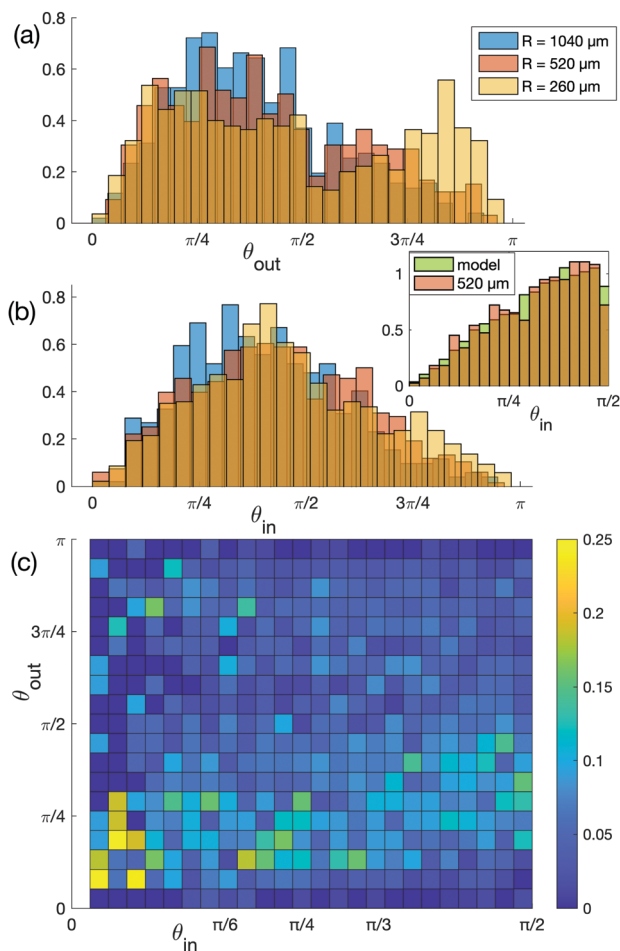 (a)
0.8
0.6
0.4
0.2
0
R = 1040 µm
R = 520 µm
R = 260 µm
0 π/4 π/2 3π/4 π
θout
(b)
0.8
0.6
0.4
0.2
0
0 π/4 π/2 3π/4 π
θin
1
0.5
0
model
520 µm
0 π/4 π/2
θin
(c)
π
3π/4
π/2
π/4
0
θout
0 π/6 π/4 π/3 π/2
θin
0.25
0.2
0.15
0.1
0.05
0